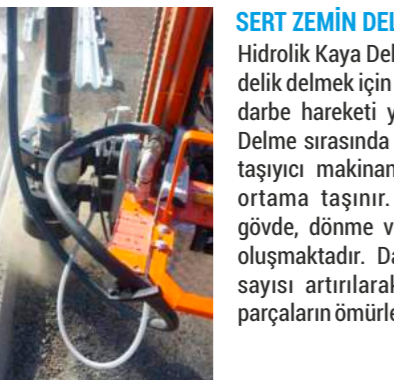 SERT ZEMİN DEL
Hidrolik Kaya Del
delik delmek için
darbe hareketi y
Delme sırasında
taşıyıcı makinan
ortama taşınır.
gövde, dönme v
oluşmaktadır. Da
sayısı artırılarak
parçaların ömürle